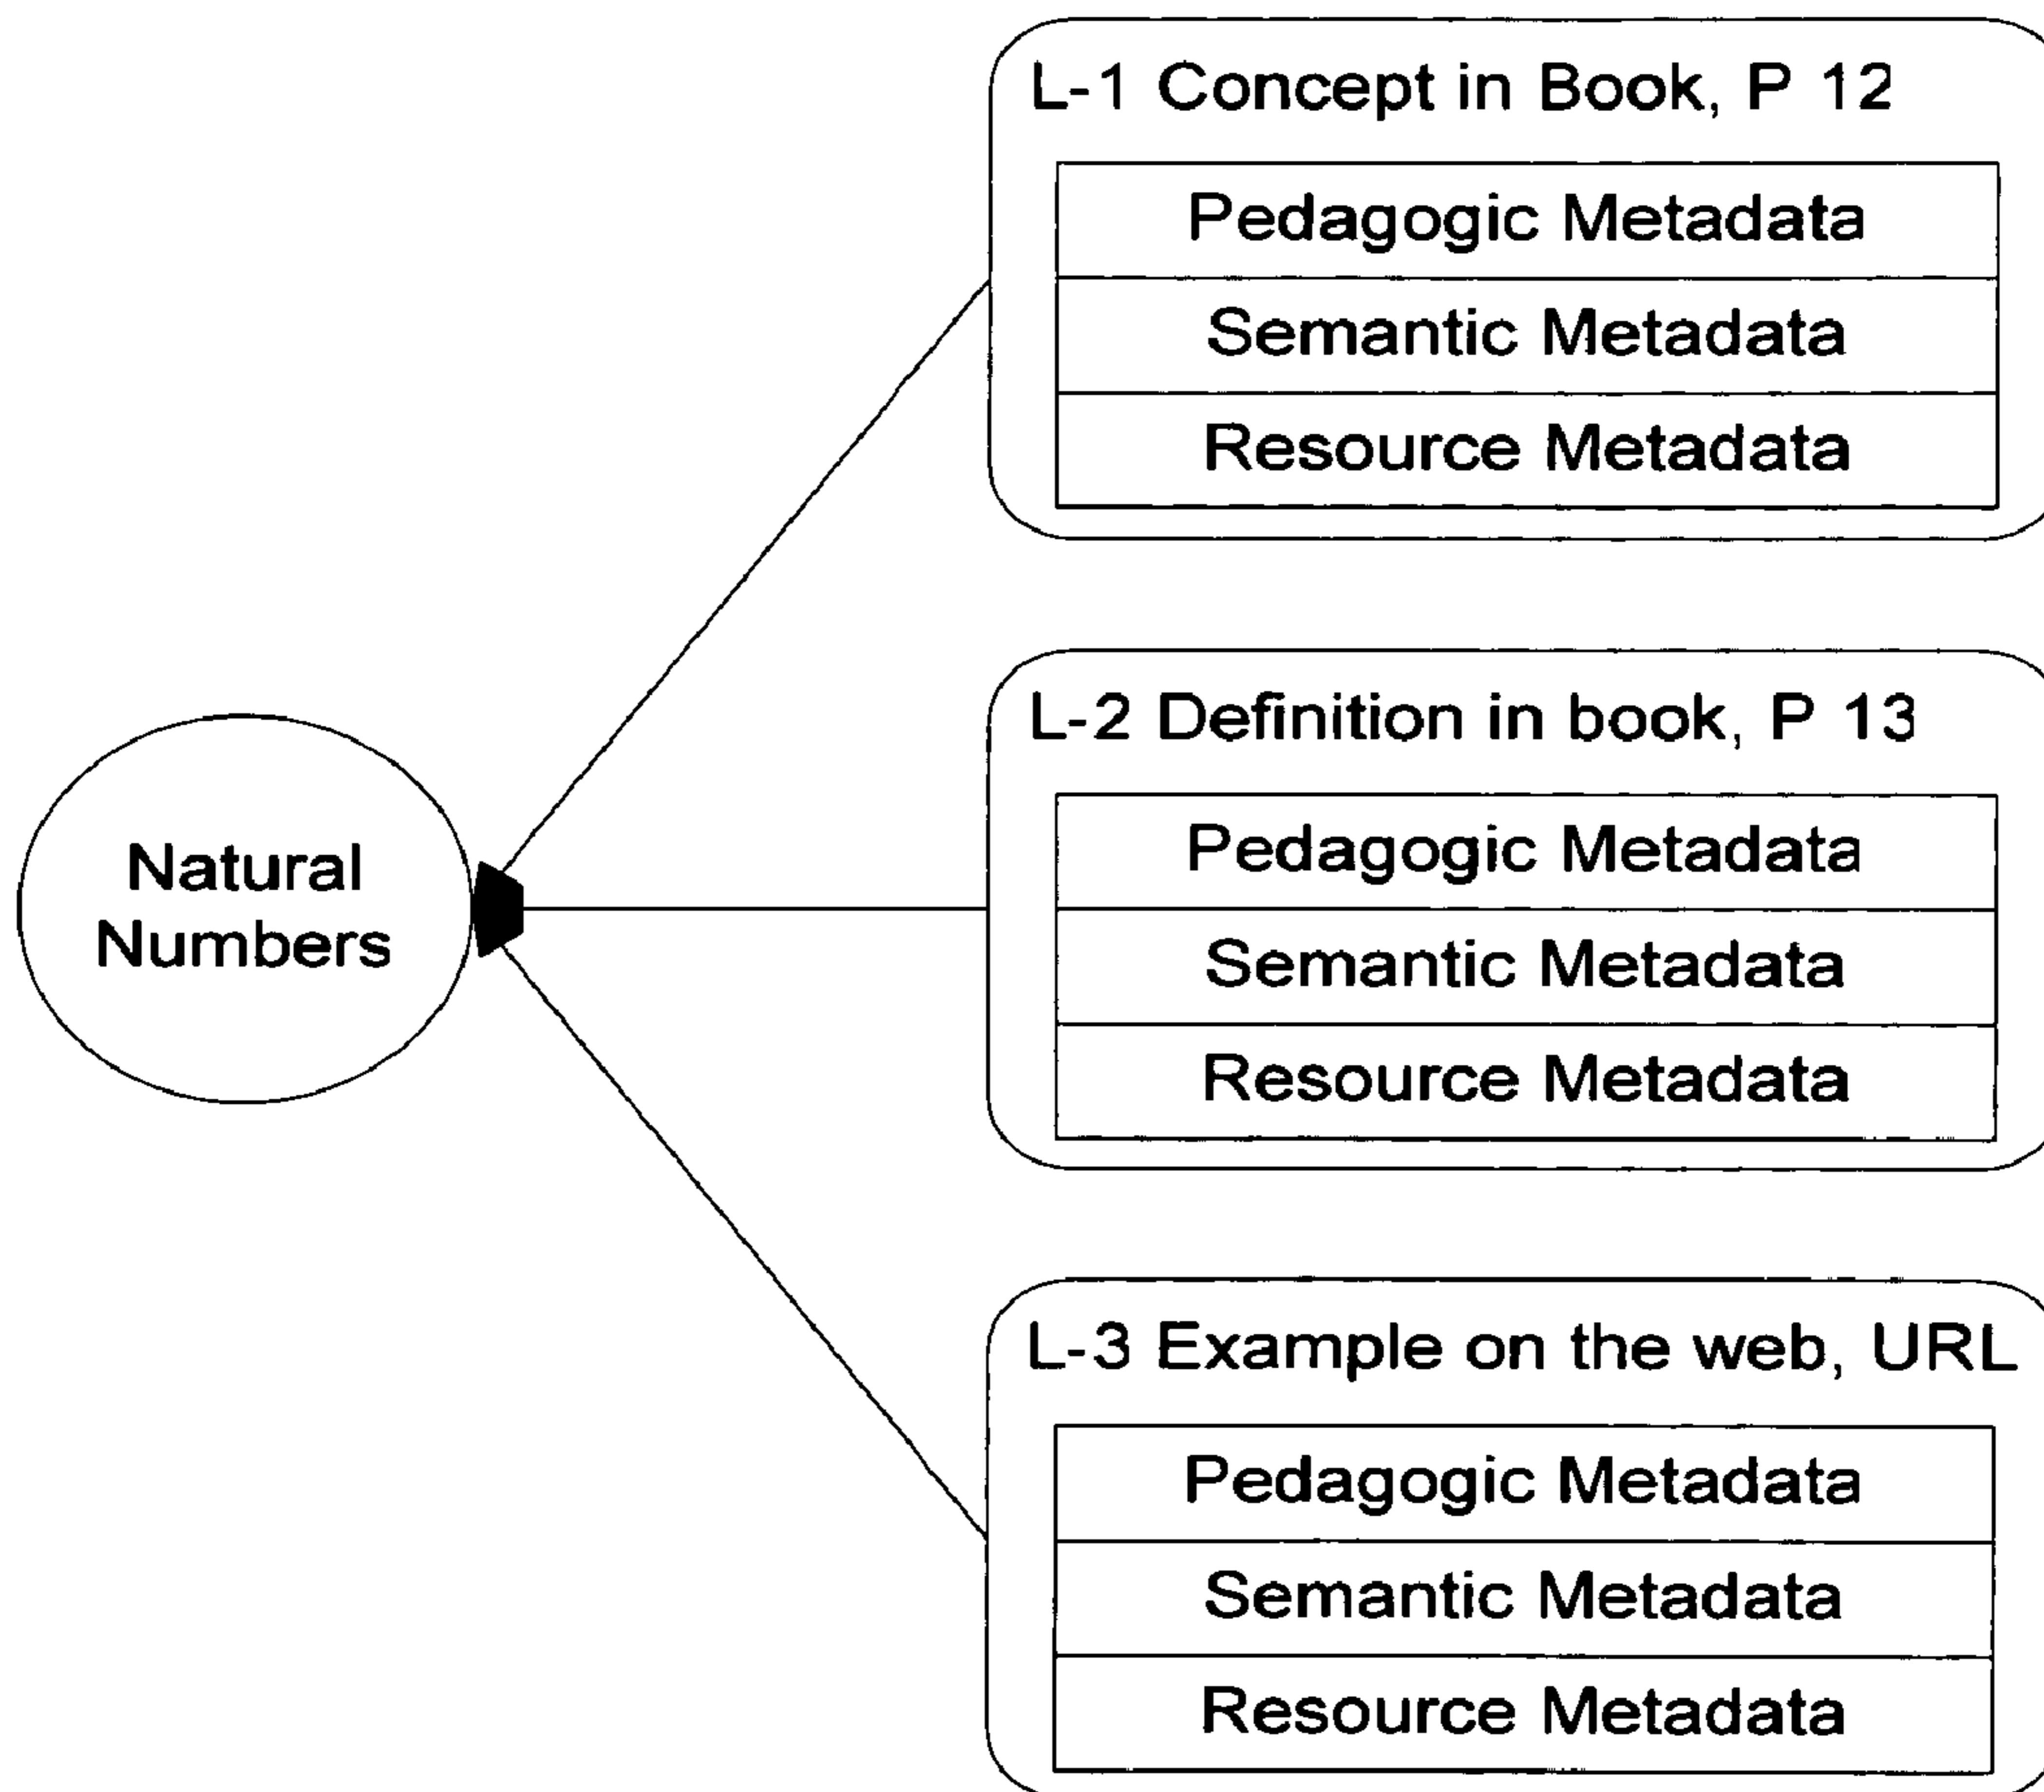 L-1 Concept in Book, P 12
Pedagogic Metadata
Semantic Metadata
Resource Metadata
Natural
Numbers
L-2 Definition in book, P 13
Pedagogic Metadata
Semantic Metadata
Resource Metadata
L-3 Example on the web, URL
Pedagogic Metadata
Semantic Metadata
Resource Metadata